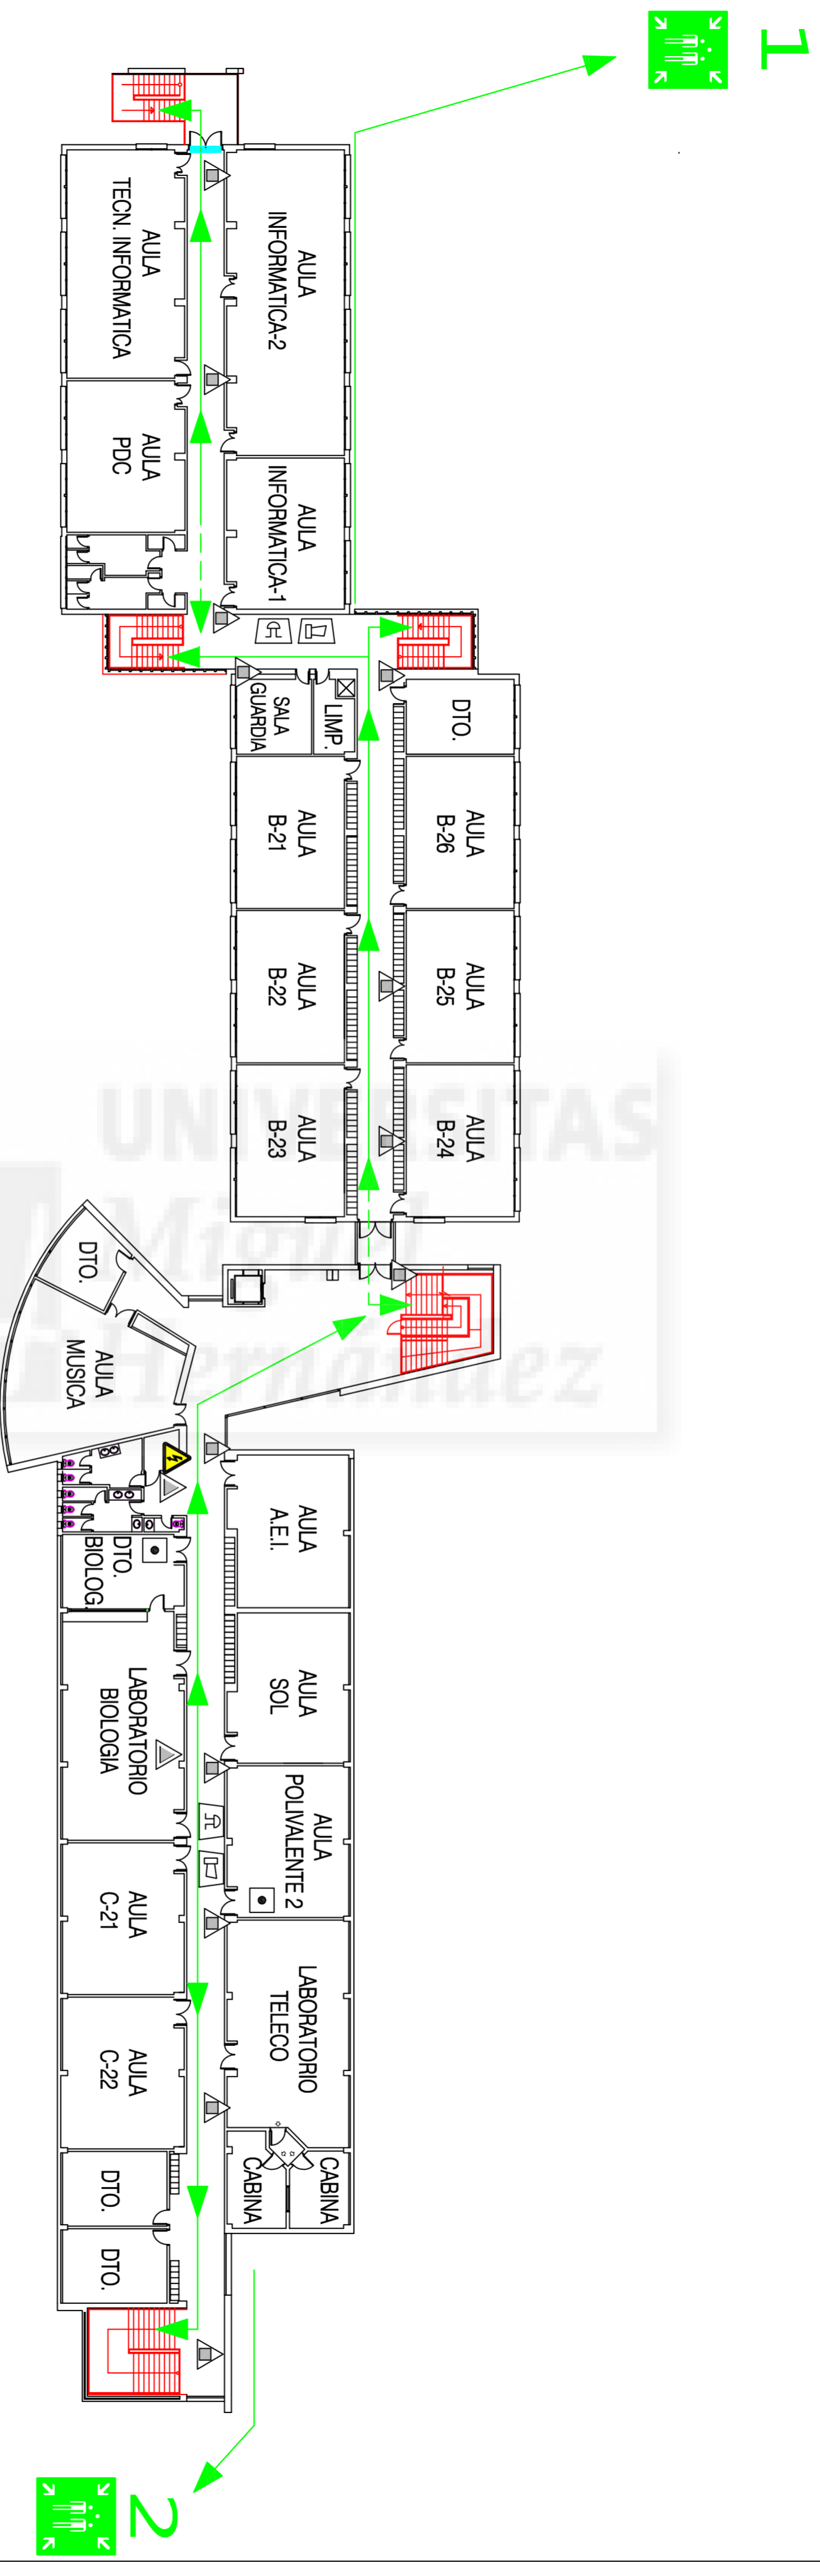 1
AULA
TECN. INFORMATICA
AULA
INFORMATICA-2
AULA
PDC
AULA
INFORMATICA-1
SALA
GUARDIA
LIMP.
DTO.
AULA
B-21
AULA
B-26
AULA
B-22
AULA
B-25
AULA
B-23
AULA
B-24
UNIVERSITAS
Miguel
Hernández
DTO.
AULA
MUSICA
AULA
A.E.I.
DTO.
BIOLOG.
AULA
SOL
LABORATORIO
BIOLOGIA
AULA
POLIVALENTE 2
AULA
C-21
LABORATORIO
TELECO
AULA
C-22
CABINA
CABINA
DTO.
DTO.
2